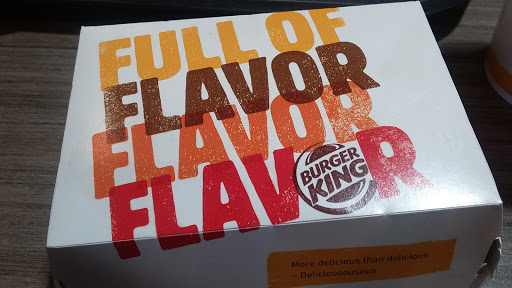 FULL OF
FLAVOR
FLAVOR
FLAVOR
BURGER
KING
More delicious than delicious
= Deliciousousous